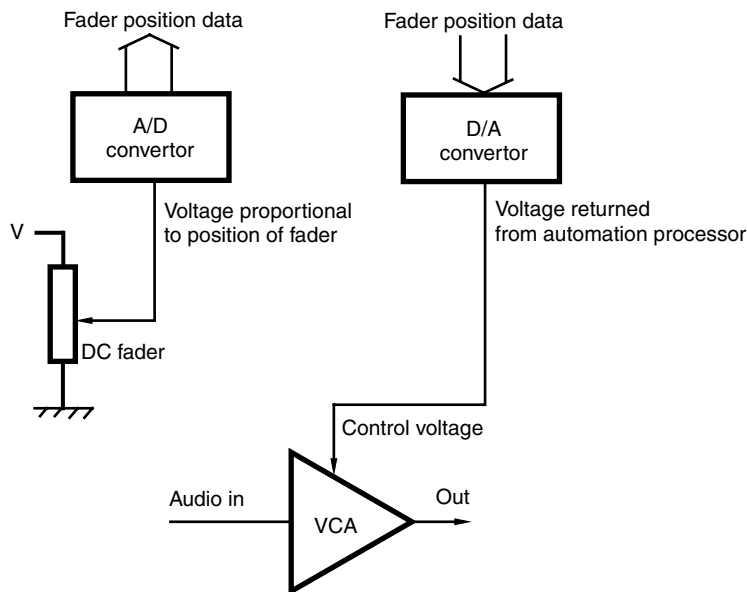 Fader position data
Fader position data
A/D
convertor
D/A
convertor
Voltage proportional
to position of fader
Voltage returned
from automation processor
V
DC fader
Control voltage
Audio in
VCA
Out